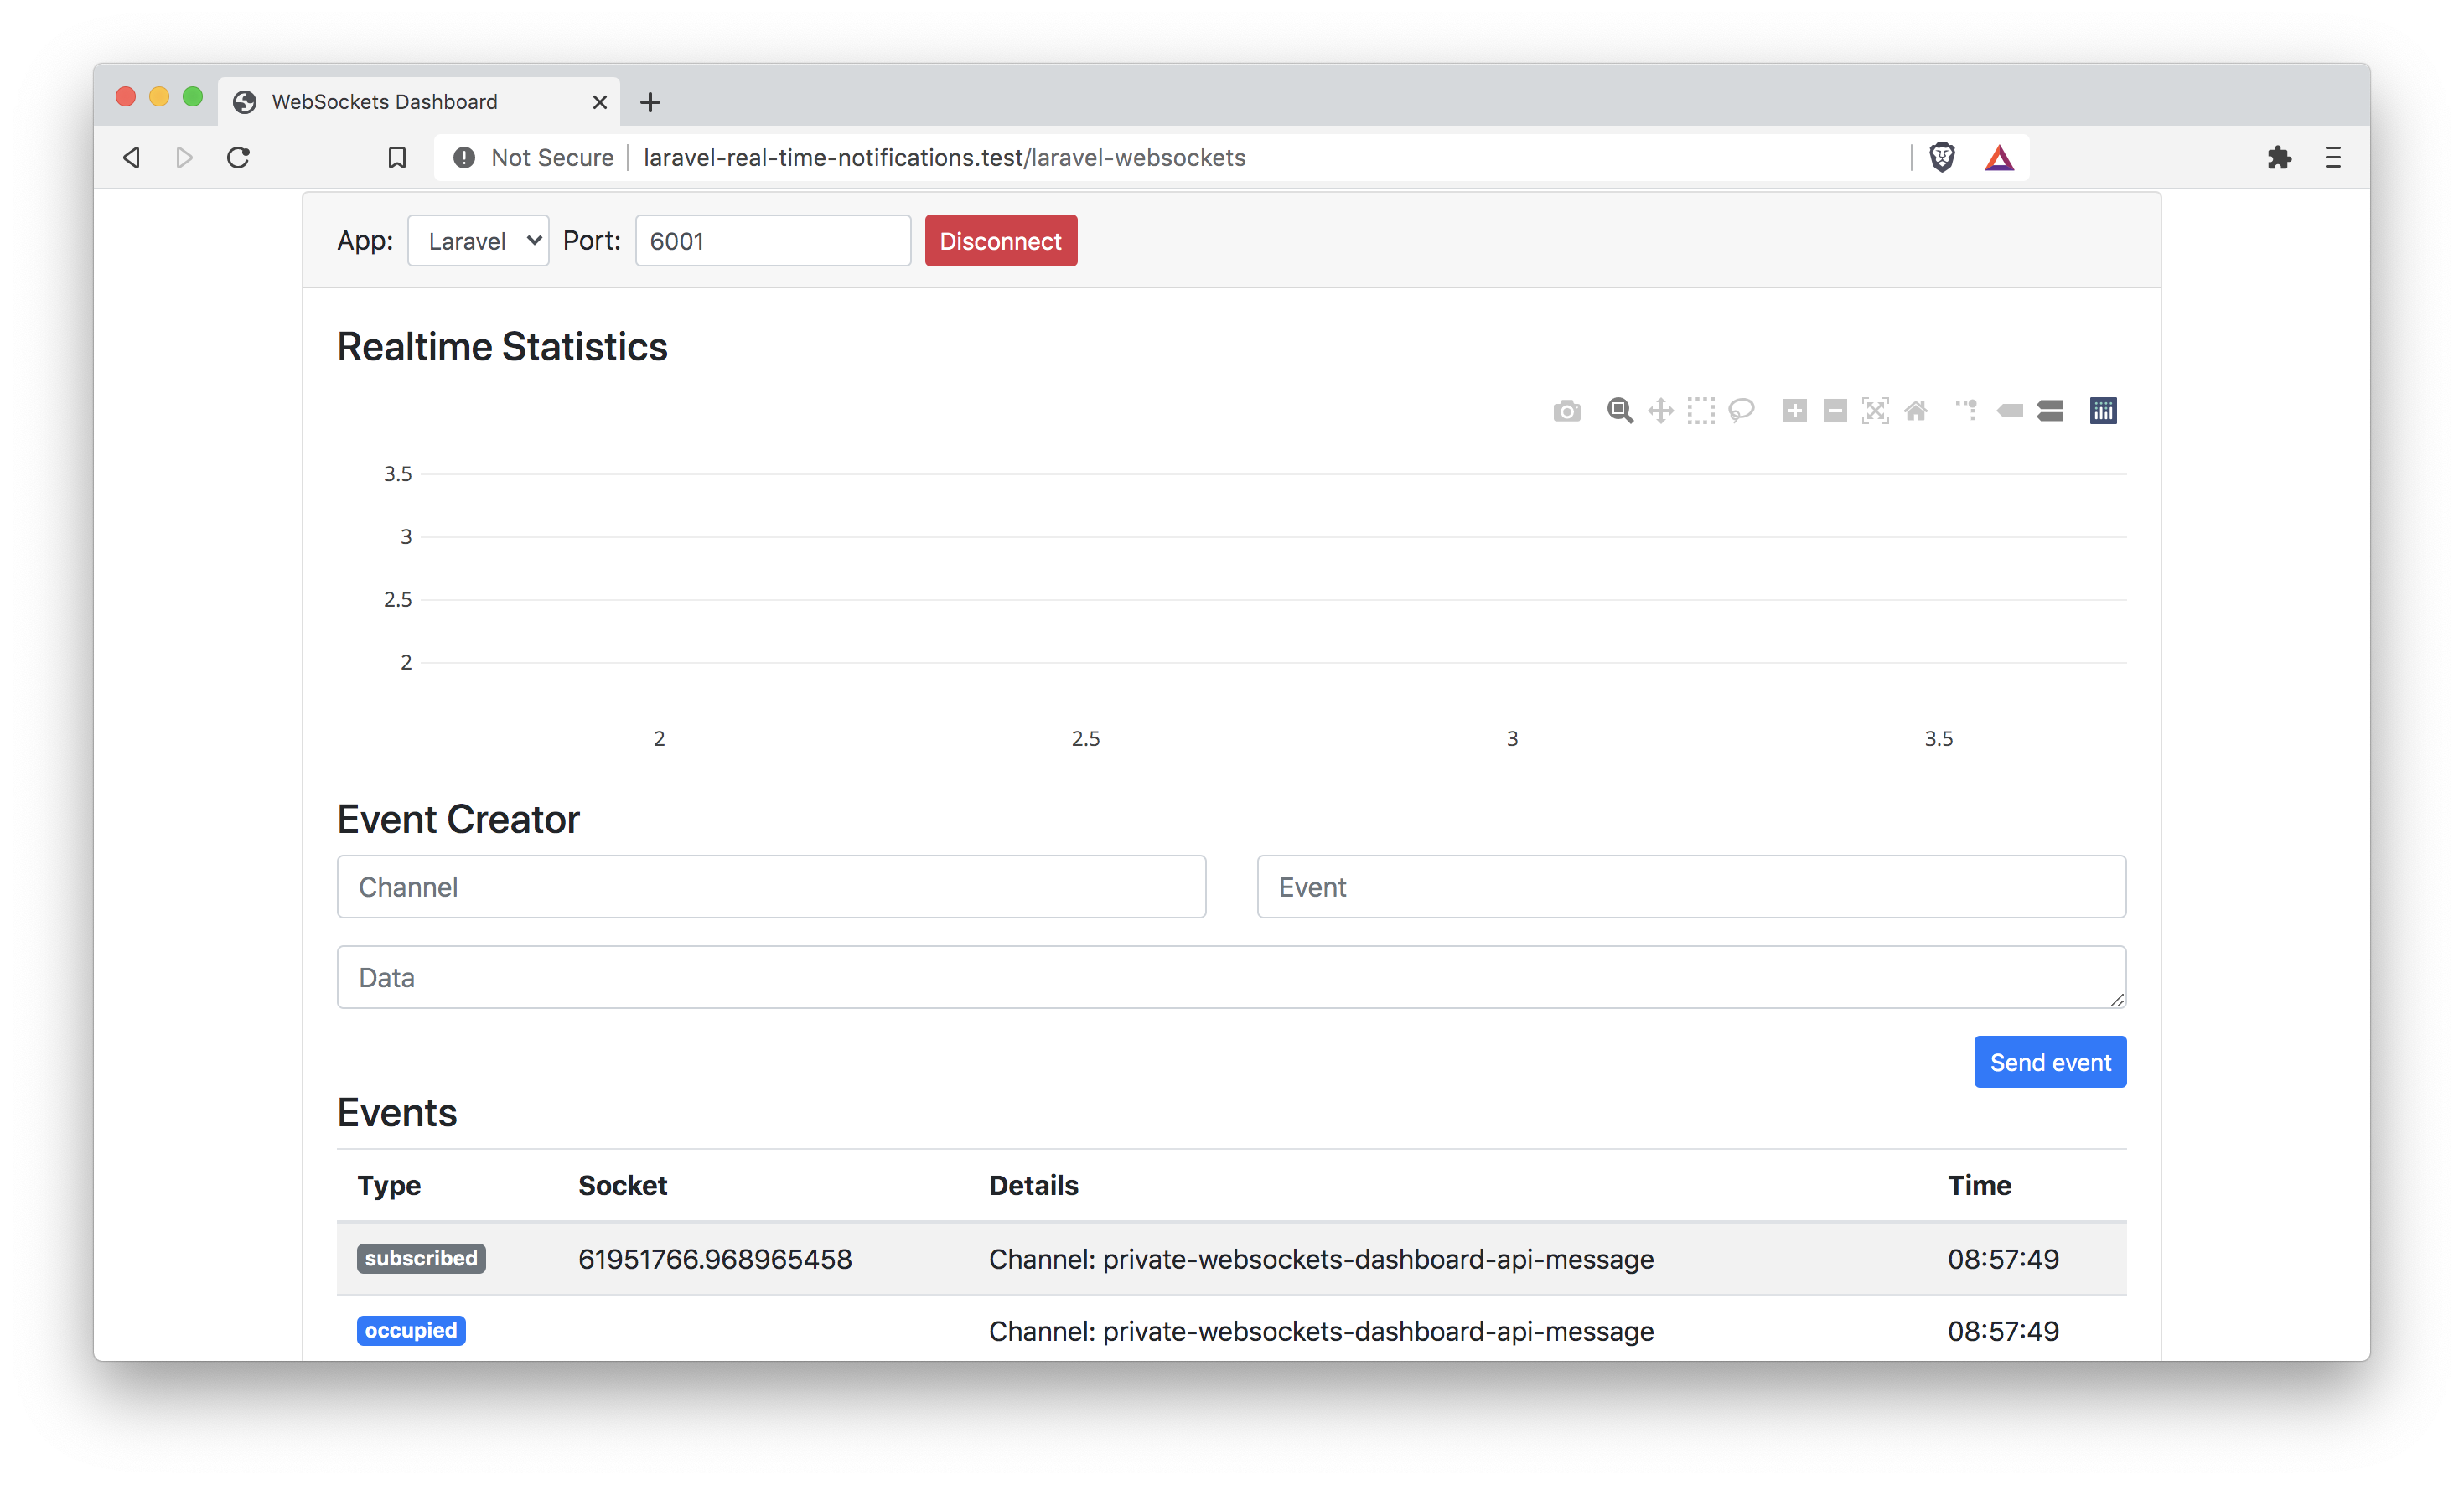 WebSockets Dashboard
Not Secure laravel-real-time-notifications.test/laravel-websockets
App: Laravel Port: 6001 Disconnect
Realtime Statistics
3.5
3
2.5
2
2 2.5 3 3.5
Event Creator
Channel Event
Data
Send event
Events
Type Socket Details Time
subscribed 61951766.968965458 Channel: private-websockets-dashboard-api-message 08:57:49
occupied Channel: private-websockets-dashboard-api-message 08:57:49